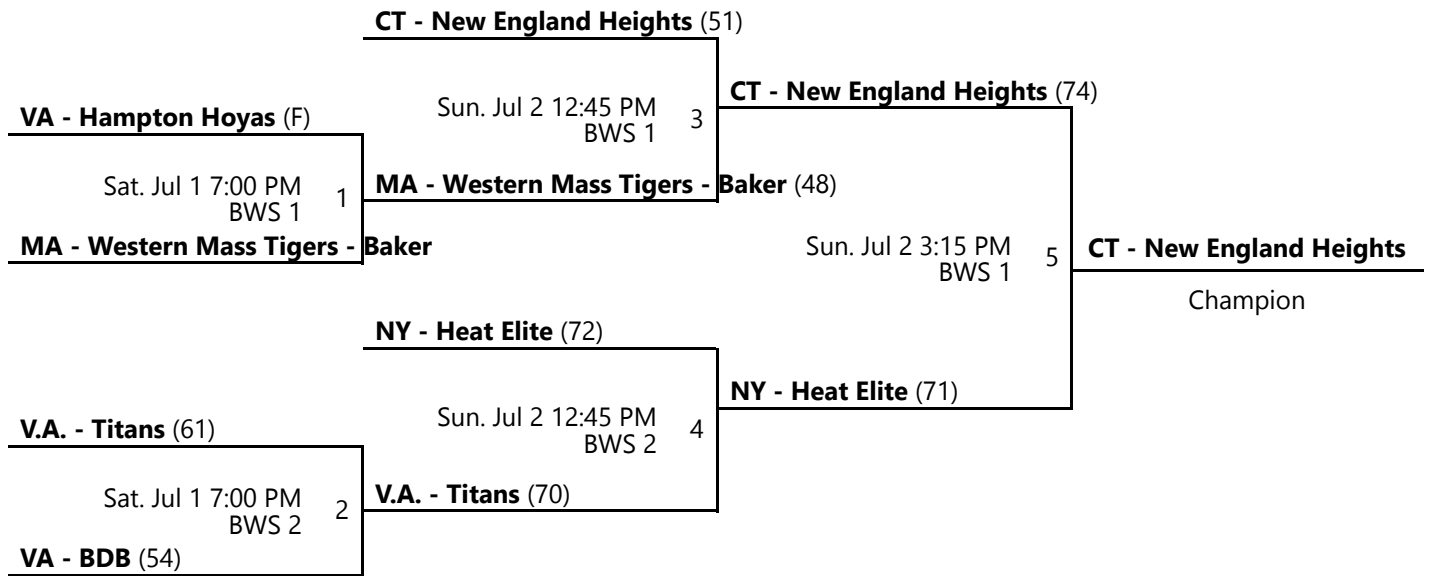 CT - New England Heights (51)
CT - New England Heights (74)
Sun. Jul 2 12:45 PM
BWS 1
3
VA - Hampton Hoyas (F)
Sat. Jul 1 7:00 PM
BWS 1
1
MA - Western Mass Tigers - Baker (48)
MA - Western Mass Tigers - Baker
Sun. Jul 2 3:15 PM
BWS 1
5
CT - New England Heights
Champion
NY - Heat Elite (72)
NY - Heat Elite (71)
Sun. Jul 2 12:45 PM
BWS 2
4
V.A. - Titans (61)
Sat. Jul 1 7:00 PM
BWS 2
2
V.A. - Titans (70)
VA - BDB (54)